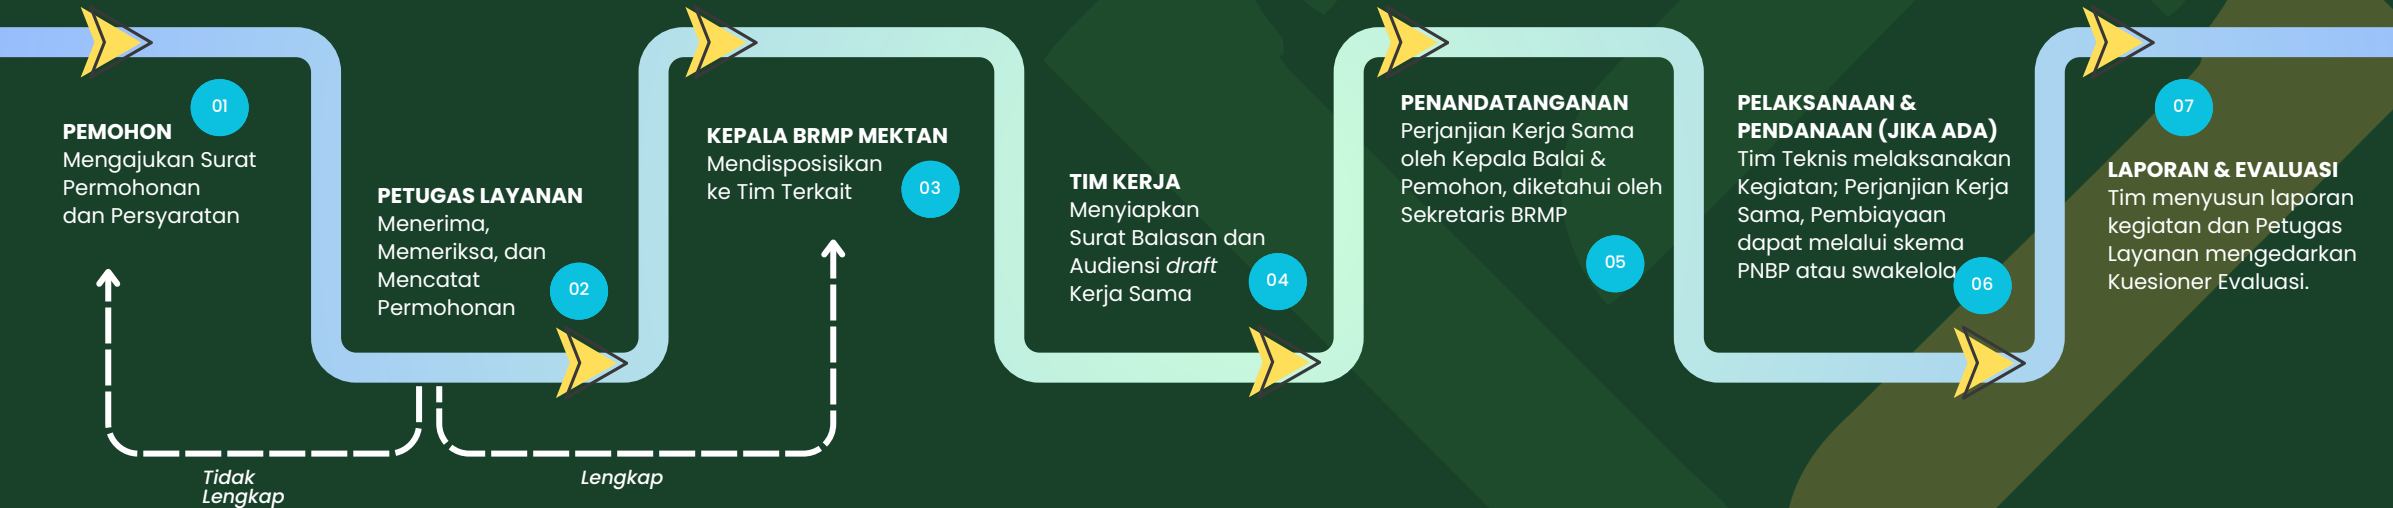 01
PEMOHON
Mengajukan Surat
Permohonan
dan Persyaratan
PETUGAS LAYANAN
Menerima,
Memeriksa, dan
Mencatat
Permohonan
02
Tidak
Lengkap
Lengkap
KEPALA BRMP MEKTAN
Mendisposisikan
ke Tim Terkait
03
TIM KERJA
Menyiapkan
Surat Balasan dan
Audiensi draft
Kerja Sama
04
PENANDATANGANAN
Perjanjian Kerja Sama
oleh Kepala Balai &
Pemohon, diketahui oleh
Sekretaris BRMP
05
PELAKSANAAN &
PENDANAAN (JIKA ADA)
Tim Teknis melaksanakan
Kegiatan; Perjanjian Kerja
Sama, Pembiayaan
dapat melalui skema
PNBP atau swakelola
06
07
LAPORAN & EVALUASI
Tim menyusun laporan
kegiatan dan Petugas
Layanan mengedarkan
Kuesioner Evaluasi.